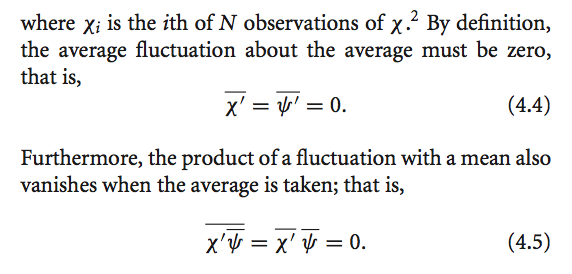 where χᵢ is the ith of N observations of χ.² By definition,
the average fluctuation about the average must be zero,
that is,
χ̅′̅ = ψ̅′̅ = 0. (4.4)
Furthermore, the product of a fluctuation with a mean also
vanishes when the average is taken; that is,
χ̅′̅ψ̅̅ = χ̅′̅ ψ̅ = 0. (4.5)